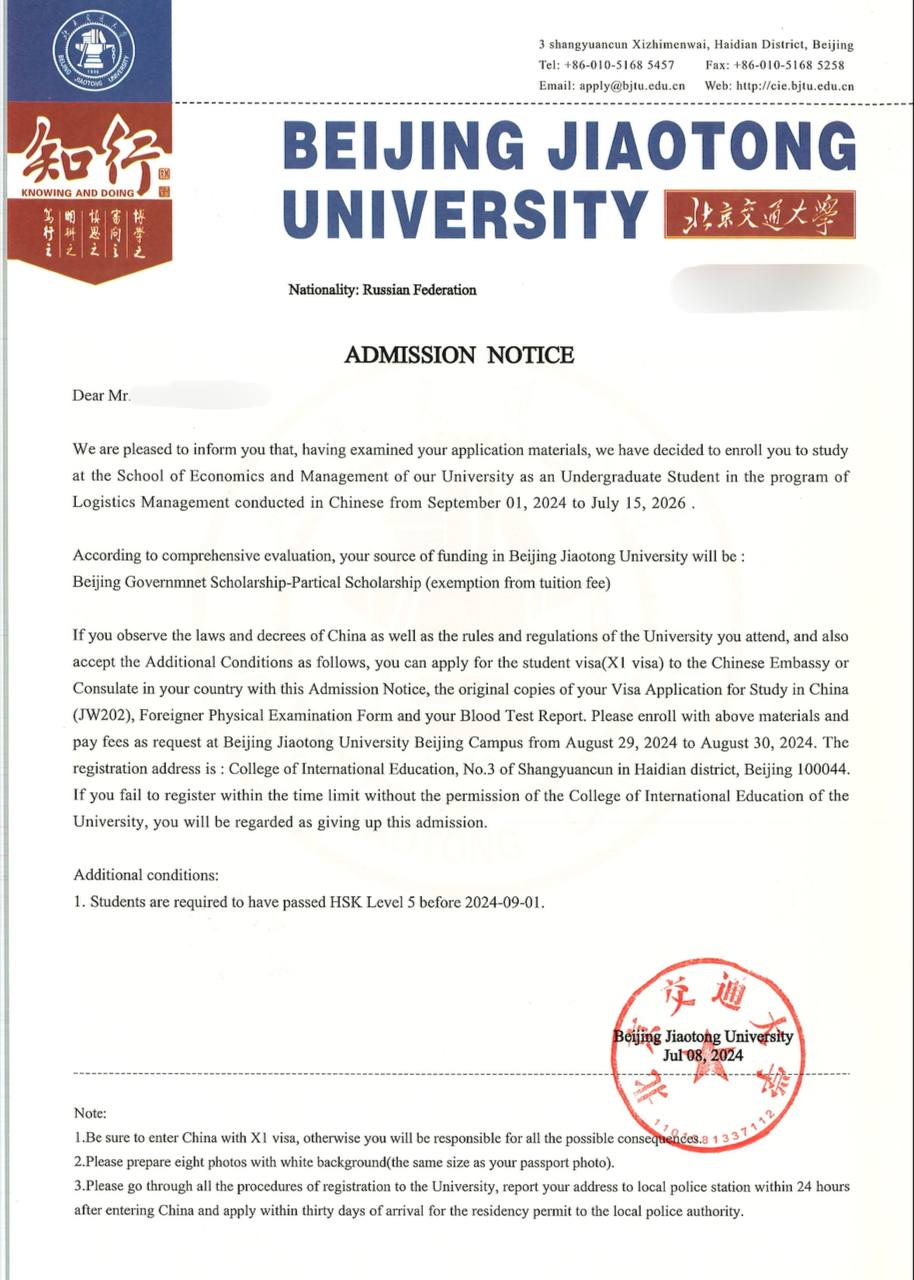 BEIJING JIAOTONG UNIVERSITY
1896
3 shangyuancun Xizhimenwai, Haidian District, Beijing
Tel: +86-010-5168 5457 Fax: +86-010-5168 5258
Email: apply@bjtu.edu.cn Web: http://cie.bjtu.edu.cn
知行
KNOWING AND DOING
博學之
審問之
慎思之
明辨之
篤行之
BEIJING JIAOTONG
UNIVERSITY 北京交通大學
Nationality: Russian Federation
ADMISSION NOTICE
Dear Mr.
We are pleased to inform you that, having examined your application materials, we have decided to enroll you to study
at the School of Economics and Management of our University as an Undergraduate Student in the program of
Logistics Management conducted in Chinese from September 01, 2024 to July 15, 2026 .
According to comprehensive evaluation, your source of funding in Beijing Jiaotong University will be :
Beijing Governmnet Scholarship-Partical Scholarship (exemption from tuition fee)
If you observe the laws and decrees of China as well as the rules and regulations of the University you attend, and also
accept the Additional Conditions as follows, you can apply for the student visa(X1 visa) to the Chinese Embassy or
Consulate in your country with this Admission Notice, the original copies of your Visa Application for Study in China
(JW202), Foreigner Physical Examination Form and your Blood Test Report. Please enroll with above materials and
pay fees as request at Beijing Jiaotong University Beijing Campus from August 29, 2024 to August 30, 2024. The
registration address is : College of International Education, No.3 of Shangyuancun in Haidian district, Beijing 100044.
If you fail to register within the time limit without the permission of the College of International Education of the
University, you will be regarded as giving up this admission.
Additional conditions:
1. Students are required to have passed HSK Level 5 before 2024-09-01.
北京交通大学
Beijing Jiaotong University
Jul 08, 2024
Note:
1.Be sure to enter China with X1 visa, otherwise you will be responsible for all the possible consequences.
2.Please prepare eight photos with white background(the same size as your passport photo).
3.Please go through all the procedures of registration to the University, report your address to local police station within 24 hours
after entering China and apply within thirty days of arrival for the residency permit to the local police authority.